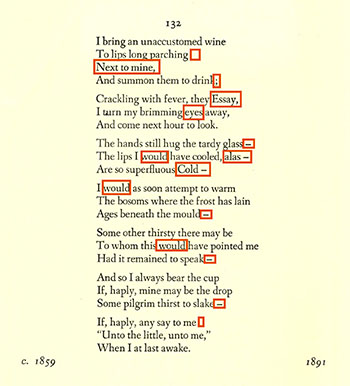 132
I bring an unaccustomed wine
To lips long parching
Next to mine,
And summon them to drink;
Crackling with fever, they Essay,
I turn my brimming eyes away,
And come next hour to look.
The hands still hug the tardy glass –
The lips I would have cooled, alas –
Are so superfluous Cold –
I would as soon attempt to warm
The bosoms where the frost has lain
Ages beneath the mould –
Some other thirsty there may be
To whom this would have pointed me
Had it remained to speak –
And so I always bear the cup
If, haply, mine may be the drop
Some pilgrim thirst to slake –
If, haply, any say to me
"Unto the little, unto me,"
When I at last awake.
c. 1859 1891